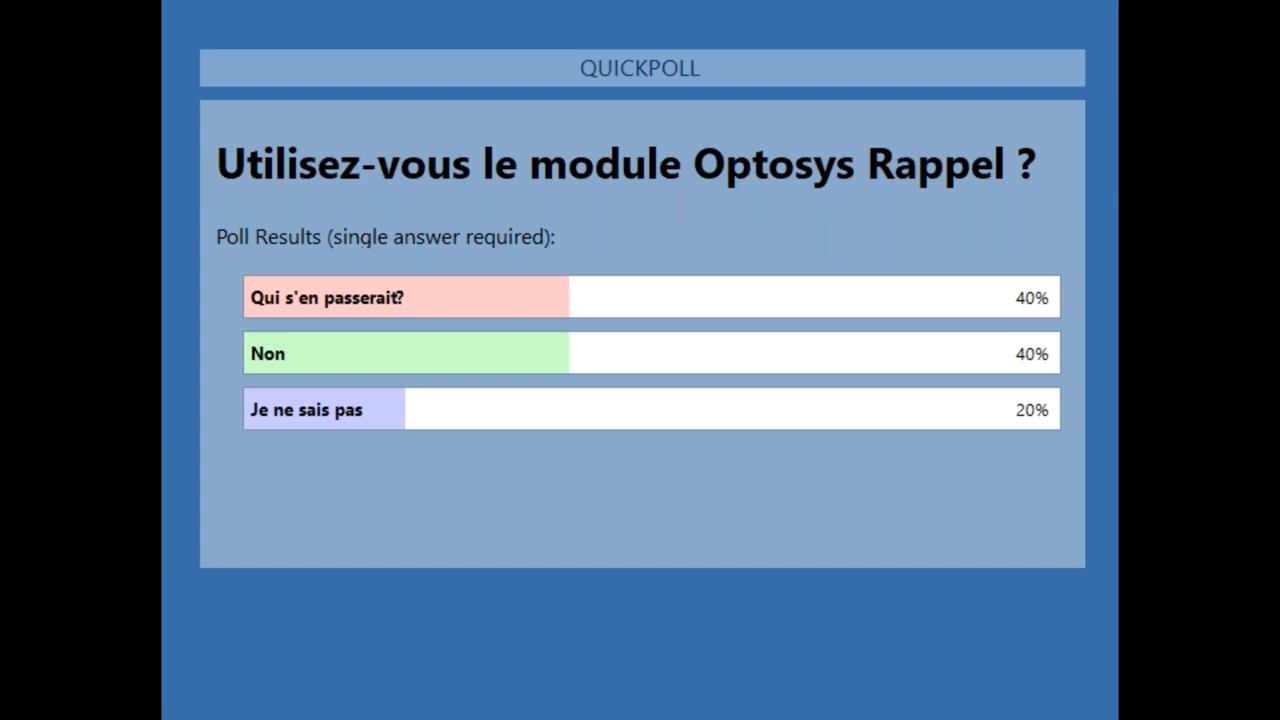 QUICKPOLL
Utilisez-vous le module Optosys Rappel ?
Poll Results (single answer required):
Qui s'en passerait? 40%
Non 40%
Je ne sais pas 20%